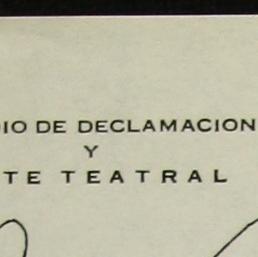 IO DE DECLAMACION
Y
TE TEATRAL